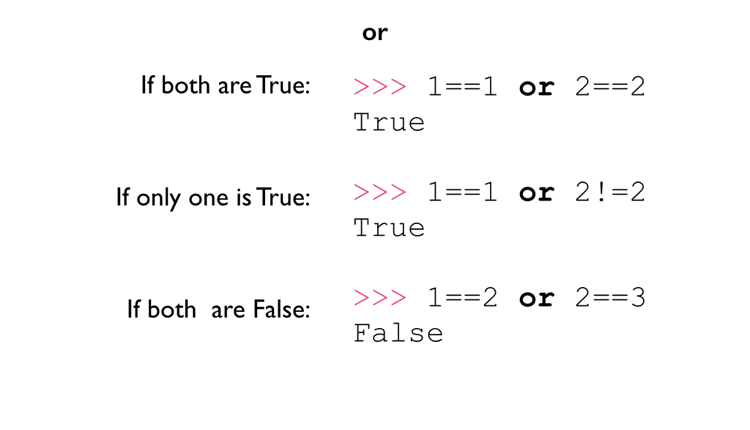 or
If both are True: >>> 1==1 or 2==2
True
If only one is True: >>> 1==1 or 2!=2
True
If both are False: >>> 1==2 or 2==3
False